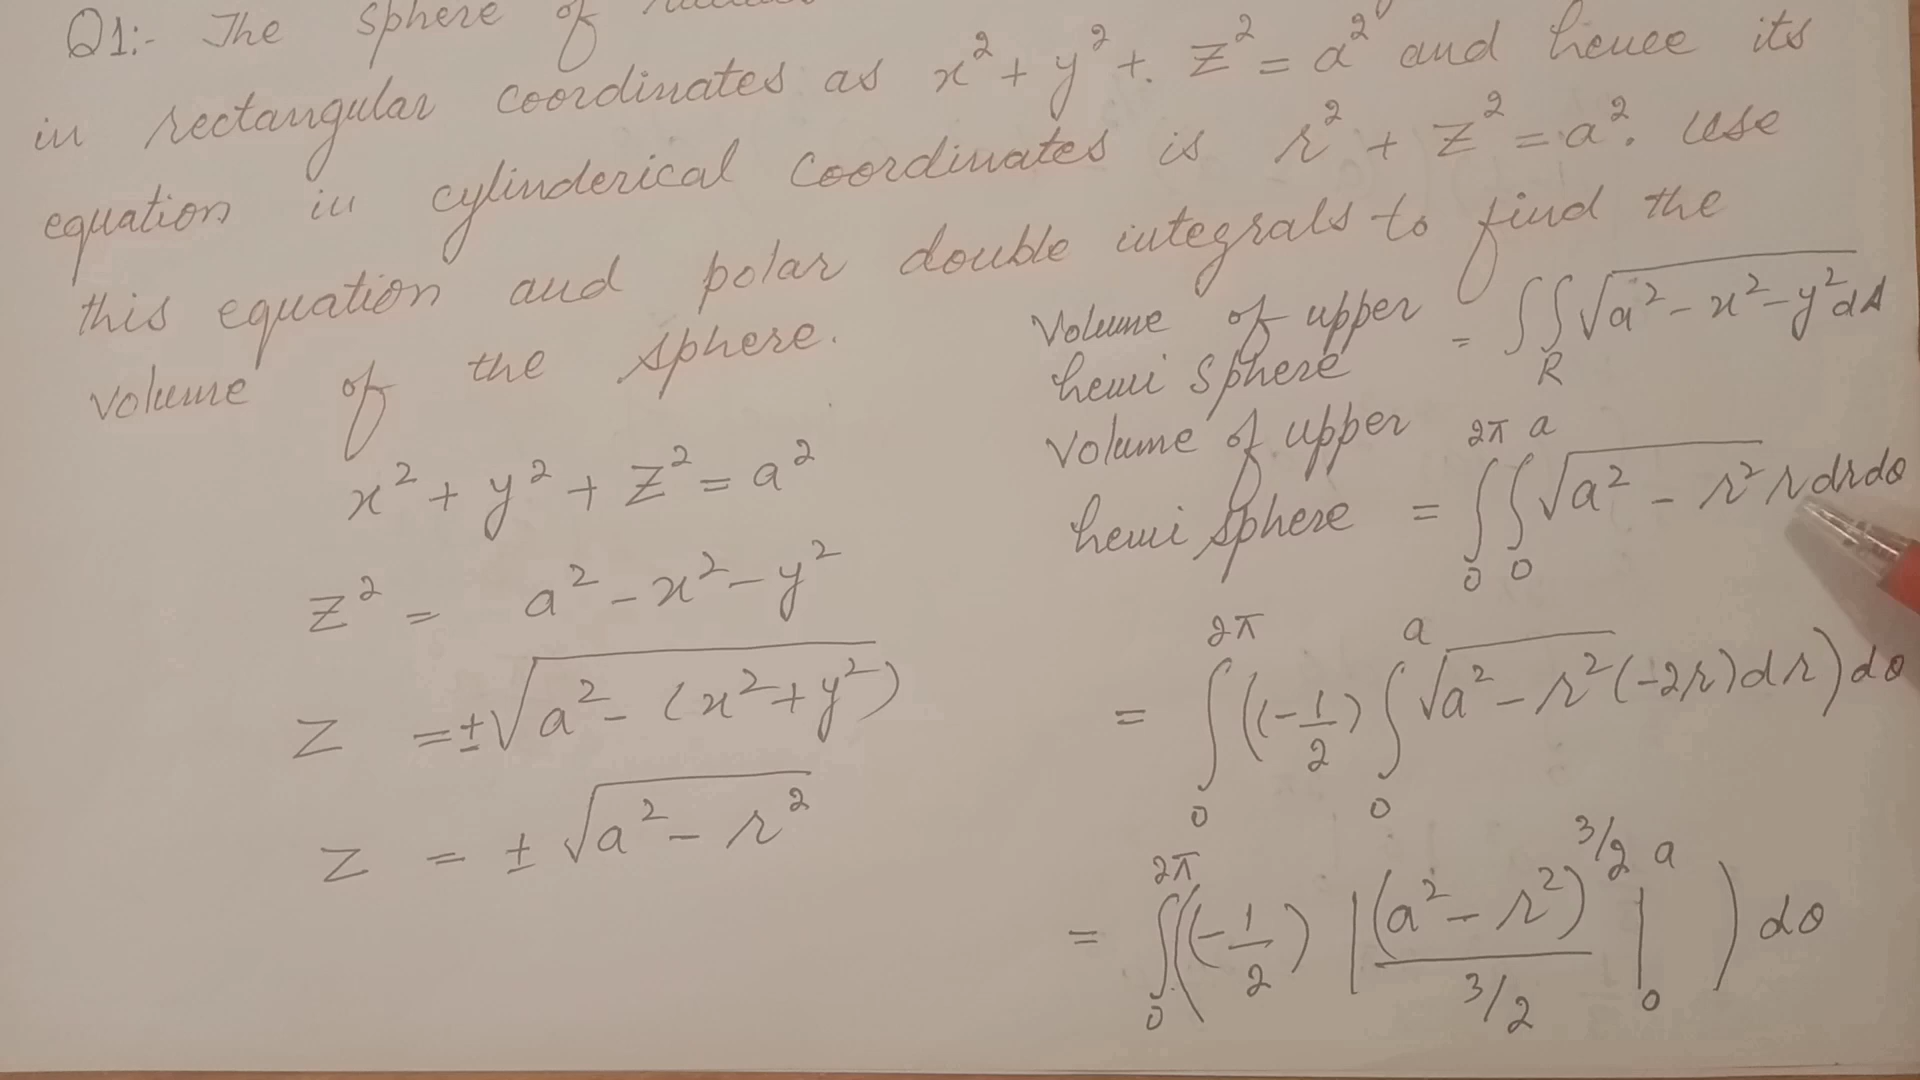 Q1:- The sphere of
in rectangular coordinates as x² + y² + z² = a² and hence its
equation in cylinderical coordinates is r² + z² = a². use
this equation and polar double integrals to find the
volume of the sphere.
x² + y² + z² = a²
z² = a² - x² - y²
z = ±√(a² - (x² + y²))
z = ±√(a² - r²)
Volume of upper
hemi sphere = ∫∫_R √(a² - x² - y²) dA
Volume of upper
hemi sphere = ∫₀^2π ∫₀^a √(a² - r²) r dr dθ
= ∫₀^2π ((-1/2) ∫₀^a √(a² - r²) (-2r) dr) dθ
= ∫₀^2π ((-1/2) |(a² - r²)^3/2 / 3/2|₀^a) dθ